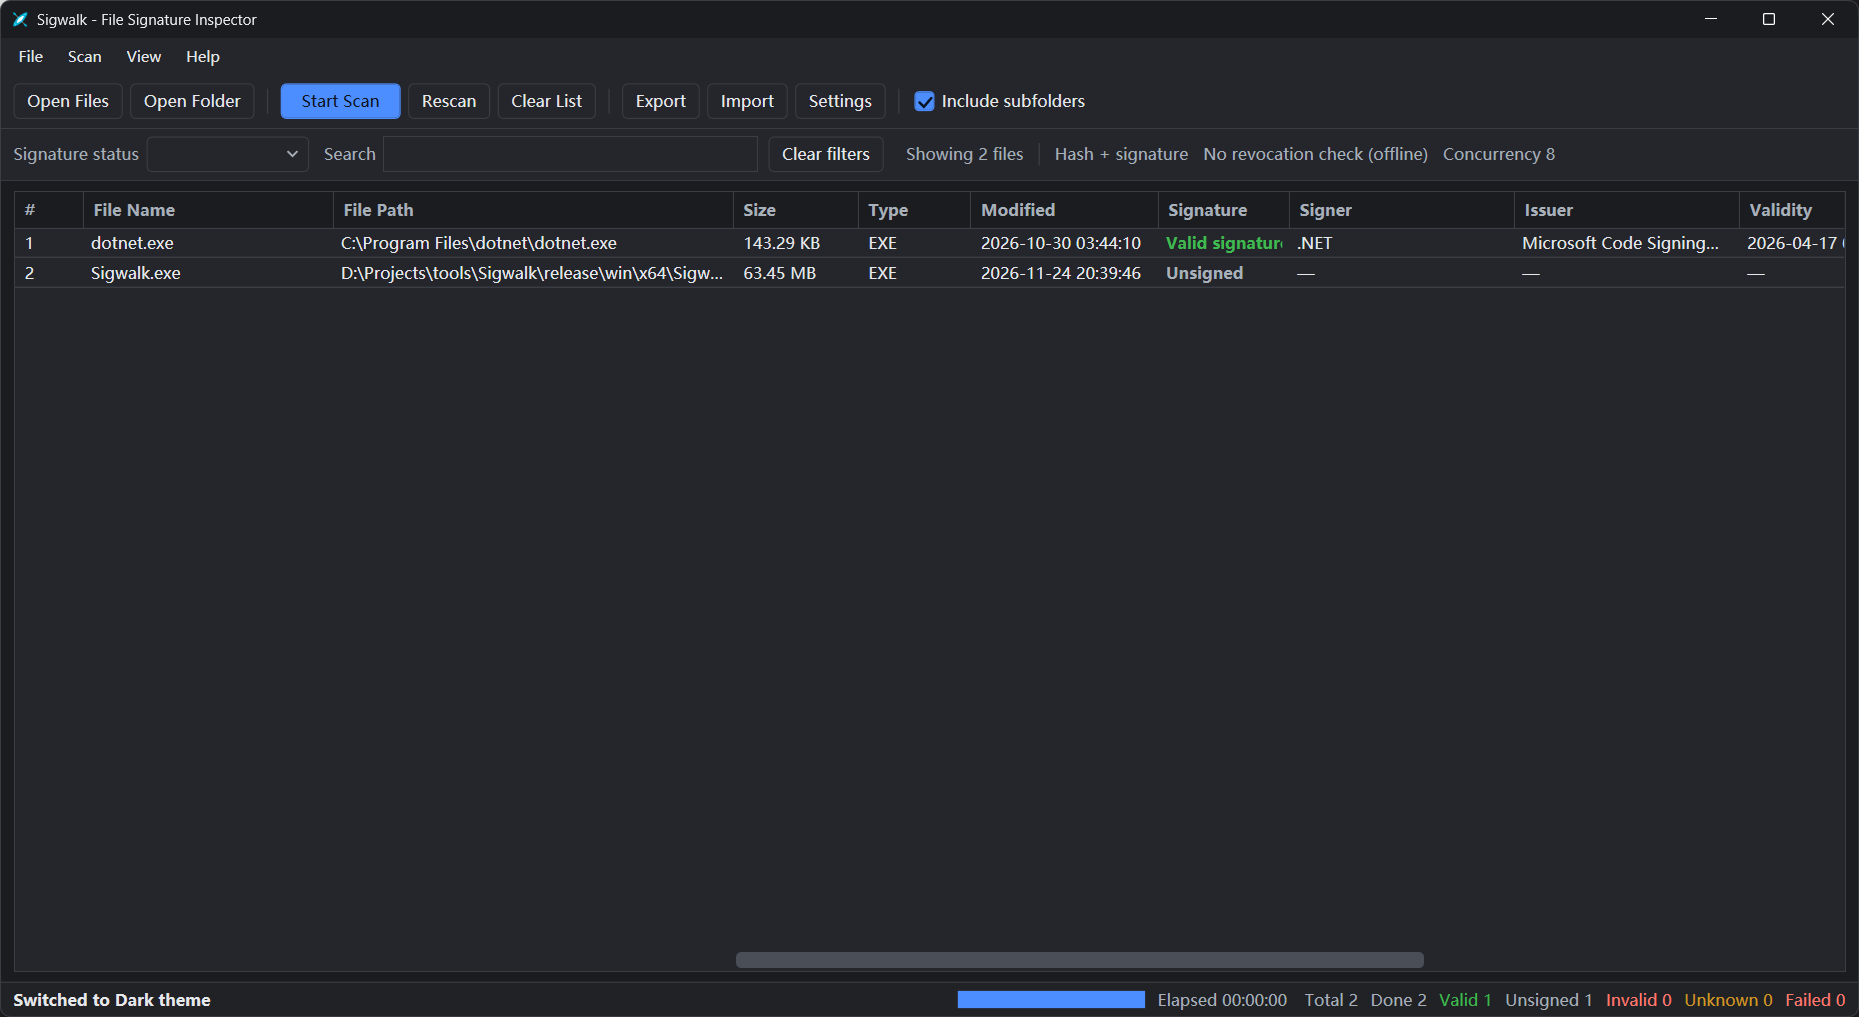 Sigwalk - File Signature Inspector
File Scan View Help
Open Files Open Folder Start Scan Rescan Clear List Export Import Settings Include subfolders
Signature status Search Clear filters Showing 2 files Hash + signature No revocation check (offline) Concurrency 8
# File Name File Path Size Type Modified Signature Signer Issuer Validity
1 dotnet.exe C:\Program Files\dotnet\dotnet.exe 143.29 KB EXE 2026-10-30 03:44:10 Valid signature .NET Microsoft Code Signing... 2026-04-17
2 Sigwalk.exe D:\Projects\tools\Sigwalk\release\win\x64\Sigw... 63.45 MB EXE 2026-11-24 20:39:46 Unsigned — — —
Switched to Dark theme Elapsed 00:00:00 Total 2 Done 2 Valid 1 Unsigned 1 Invalid 0 Unknown 0 Failed 0